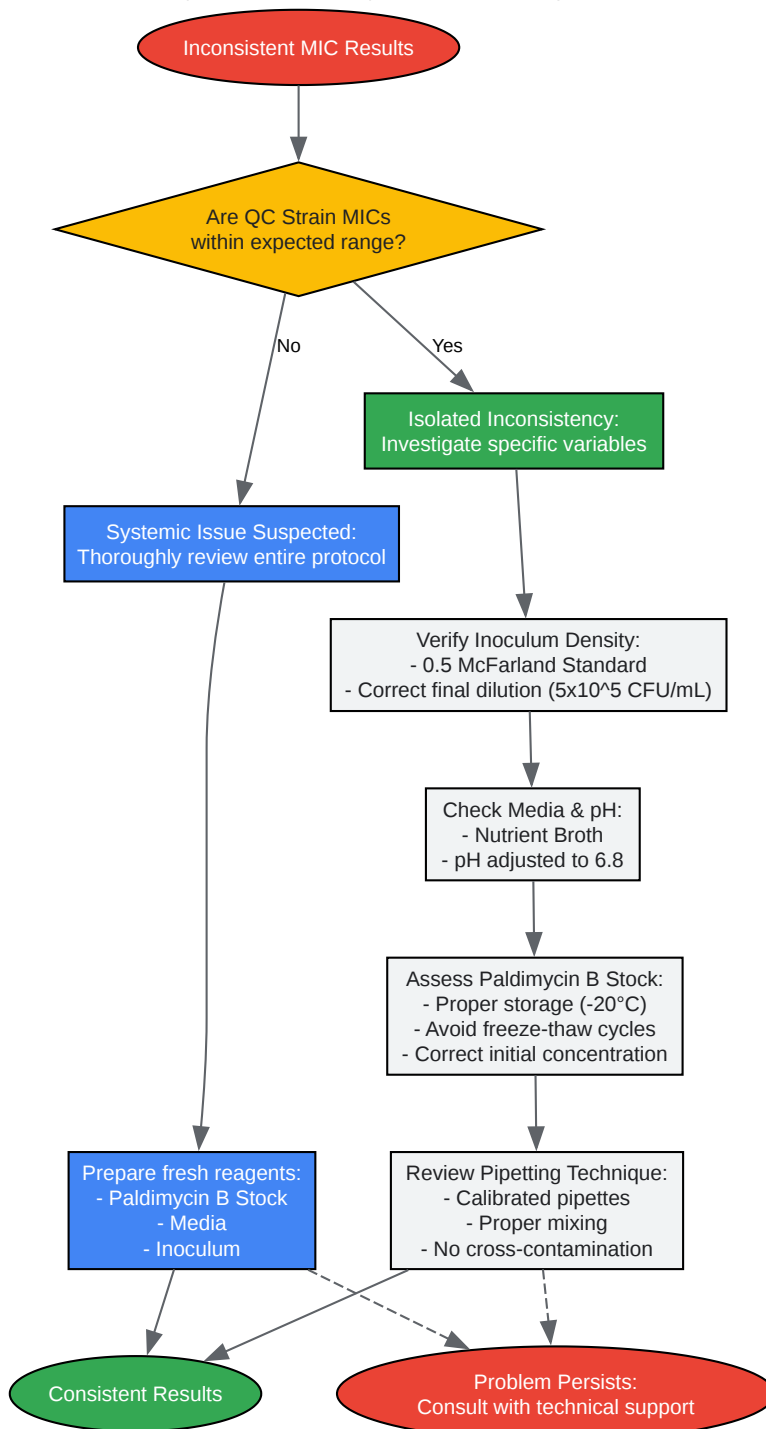 Inconsistent MIC Results
Are QC Strain MICs
within expected range?
No
Yes
Isolated Inconsistency:
Investigate specific variables
Systemic Issue Suspected:
Thoroughly review entire protocol
Verify Inoculum Density:
- 0.5 McFarland Standard
- Correct final dilution (5x10^5 CFU/mL)
Check Media & pH:
- Nutrient Broth
- pH adjusted to 6.8
Assess Paldimycin B Stock:
- Proper storage (-20°C)
- Avoid freeze-thaw cycles
- Correct initial concentration
Prepare fresh reagents:
- Paldimycin B Stock
- Media
- Inoculum
Review Pipetting Technique:
- Calibrated pipettes
- Proper mixing
- No cross-contamination
Consistent Results
Problem Persists:
Consult with technical support